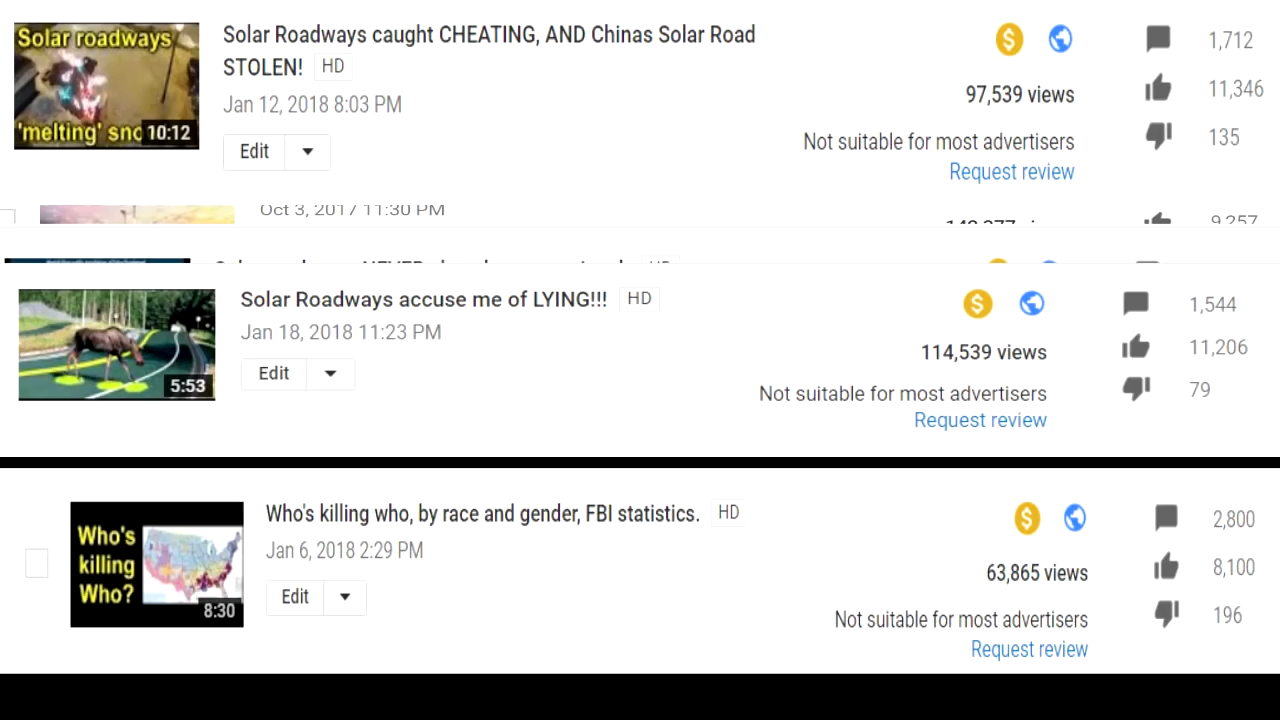 Solar roadways
'melting' sno
10:12
Solar Roadways caught CHEATING, AND Chinas Solar Road
STOLEN! HD
Jan 12, 2018 8:03 PM
Edit
97,539 views
Not suitable for most advertisers
Request review
1,712
11,346
135
Oct 3, 2017 11:30 PM
9,257
5:53
Solar Roadways accuse me of LYING!!! HD
Jan 18, 2018 11:23 PM
Edit
114,539 views
Not suitable for most advertisers
Request review
1,544
11,206
79
Who's
killing
Who?
8:30
Who's killing who, by race and gender, FBI statistics. HD
Jan 6, 2018 2:29 PM
Edit
63,865 views
Not suitable for most advertisers
Request review
2,800
8,100
196